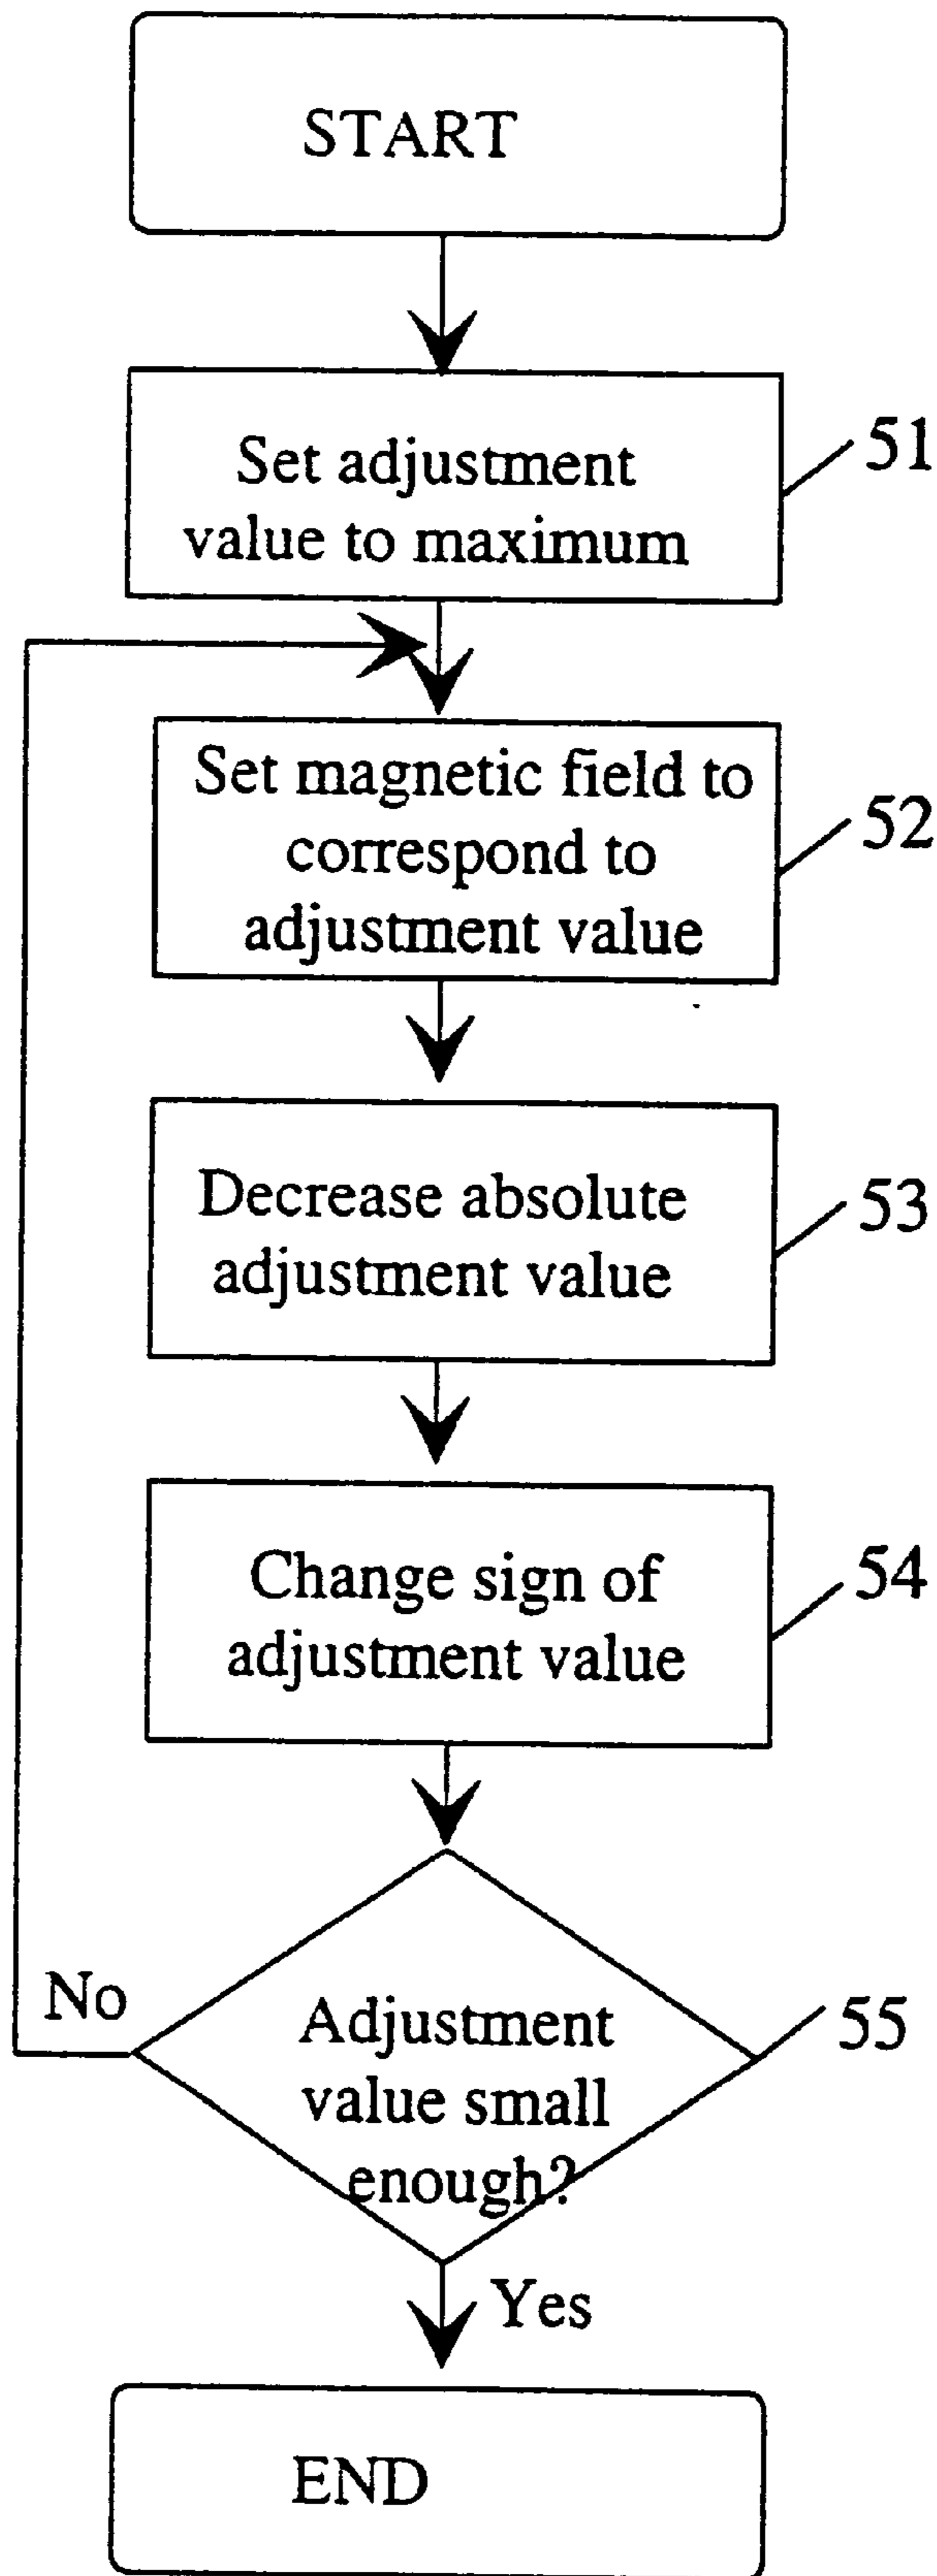 START
Set adjustment
value to maximum
51
Set magnetic field to
correspond to
adjustment value
52
Decrease absolute
adjustment value
53
Change sign of
adjustment value
54
No
Adjustment
value small
enough?
55
Yes
END